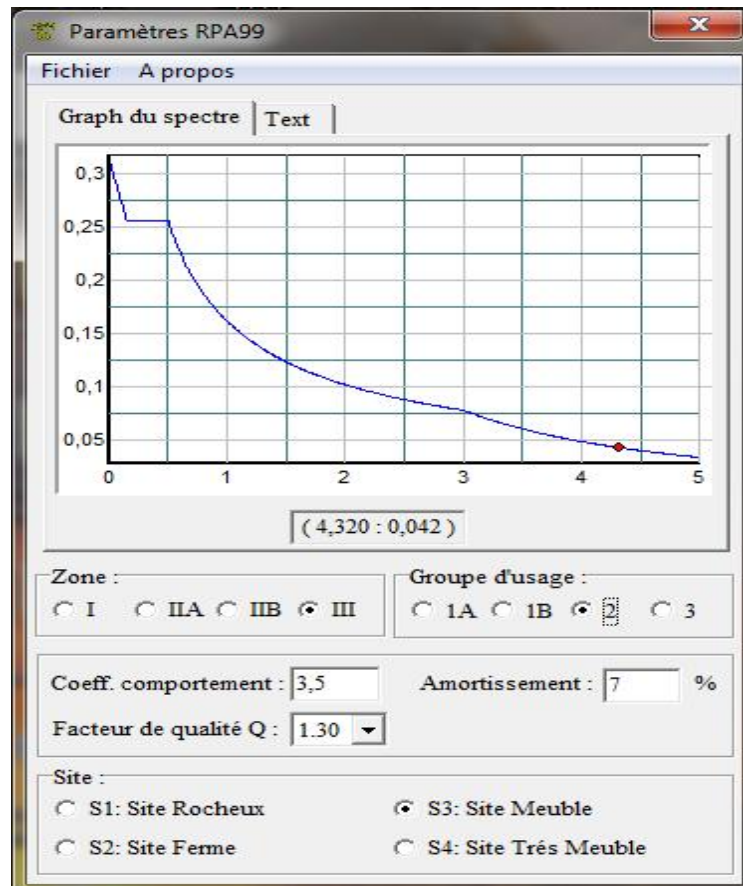 Paramètres RPA99
Fichier A propos
Graph du spectre Text
0,3
0,25
0,2
0,15
0,1
0,05
0 1 2 3 4 5
( 4,320 : 0,042 )
Zone : Groupe d'usage :
I IIA IIB III 1A 1B 2 3
Coeff. comportement : 3,5 Amortissement : 7 %
Facteur de qualité Q : 1.30
Site :
S1: Site Rocheux S3: Site Meuble
S2: Site Ferme S4: Site Trés Meuble